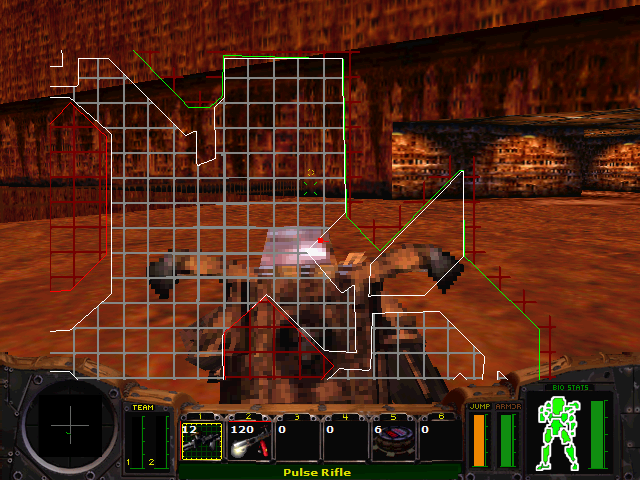 BIO STATS
TEAM
1 2 3 4 5 6
JUMP ARMOR
12 120 0 0 6 0
1 2
Pulse Rifle